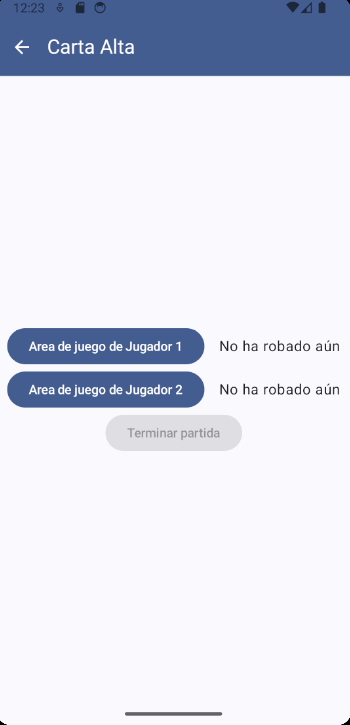 12:23
Carta Alta
Area de juego de Jugador 1 No ha robado aún
Area de juego de Jugador 2 No ha robado aún
Terminar partida